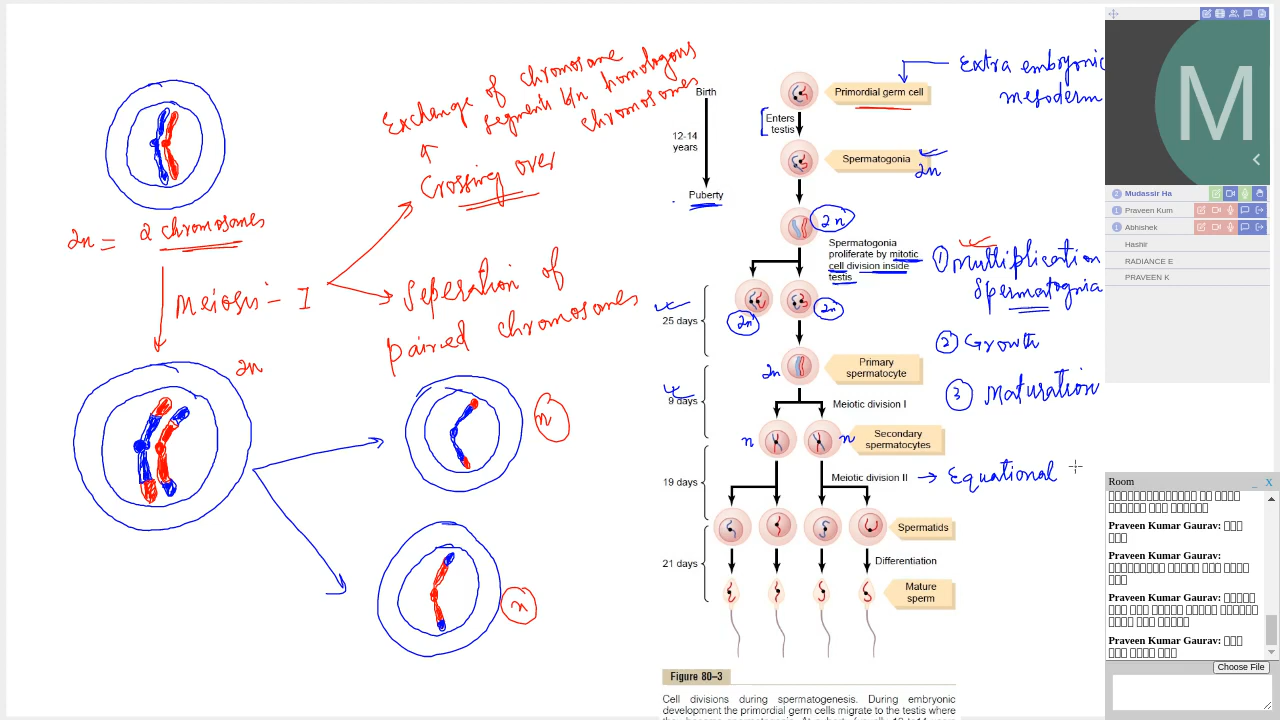 Exchange of chromosome
segments b/n homologous
chromosomes
Crossing over
2n = 2 chromosomes
Meiosis - I
Seperation of
paired chromosomes
2n
n
n
Birth
12-14
years
Puberty
Primordial germ cell
Extra embryonic
mesoderm
Enters
testis
Spermatogonia
2n
2n
Spermatogonia
proliferate by mitotic
cell division inside
testis
① Multiplication
Spermatognia
2n
2n
25 days
② Growth
2n
Primary
spermatocyte
9 days
③ Maturation
Meiotic division I
n
n
Secondary
spermatocytes
19 days
Meiotic division II → Equational
Spermatids
21 days
Differentiation
Mature
sperm
Figure 80–3
Cell divisions during spermatogenesis. During embryonic
development the primordial germ cells migrate to the testis where
M
Mudassir Ha
Praveen Kum
Abhishek
Hashir
RADIANCE E
PRAVEEN K
Room
_ X
Praveen Kumar Gaurav:
Praveen Kumar Gaurav:
Praveen Kumar Gaurav:
Praveen Kumar Gaurav:
Choose File